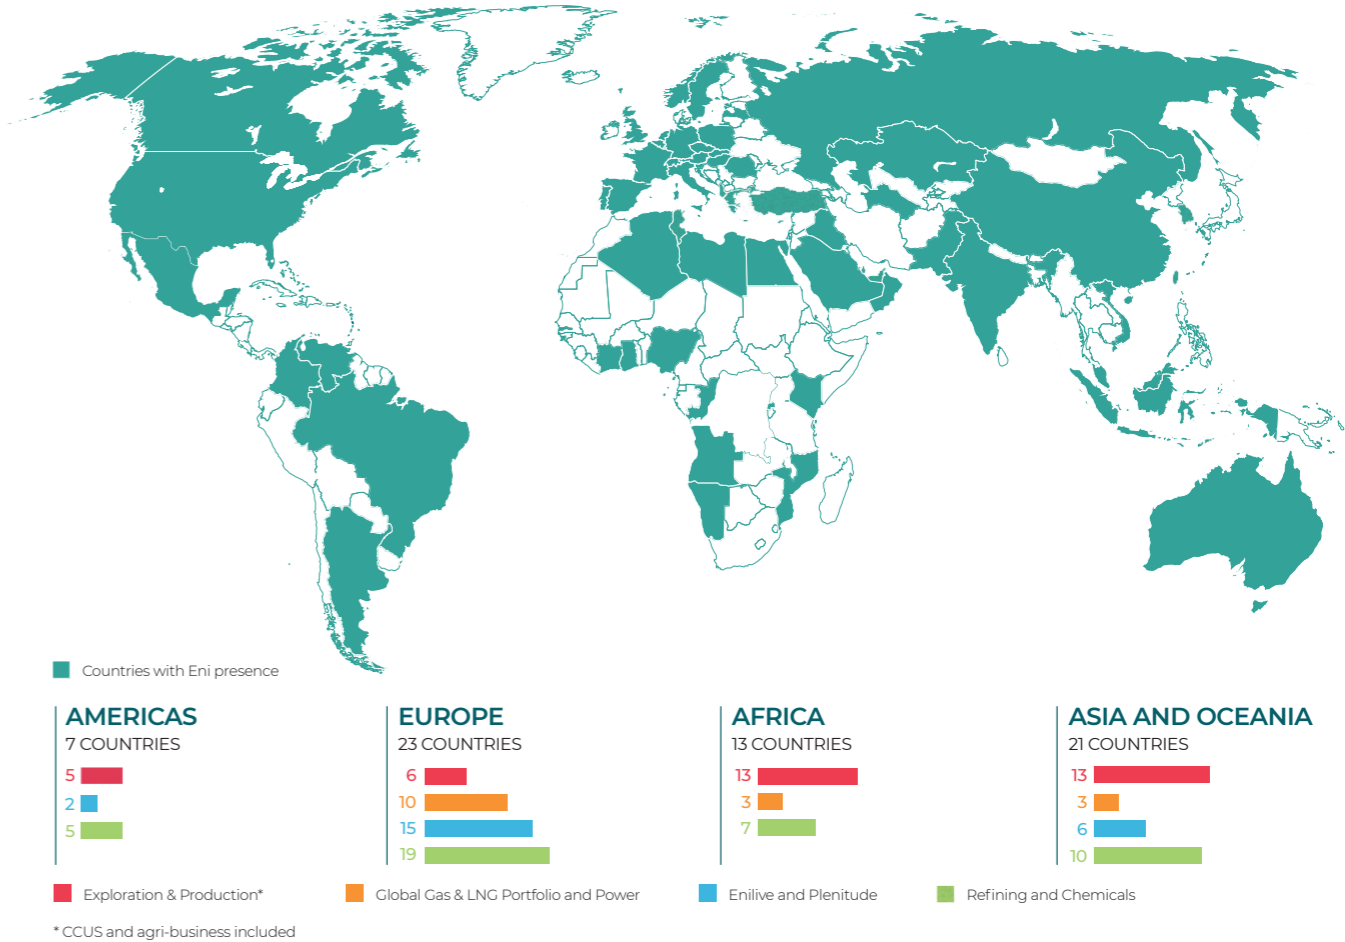 Countries with Eni presence
AMERICAS
7 COUNTRIES
5
2
5
EUROPE
23 COUNTRIES
6
10
15
19
AFRICA
13 COUNTRIES
13
3
7
ASIA AND OCEANIA
21 COUNTRIES
13
3
6
10
Exploration & Production*
Global Gas & LNG Portfolio and Power
Enilive and Plenitude
Refining and Chemicals
* CCUS and agri-business included